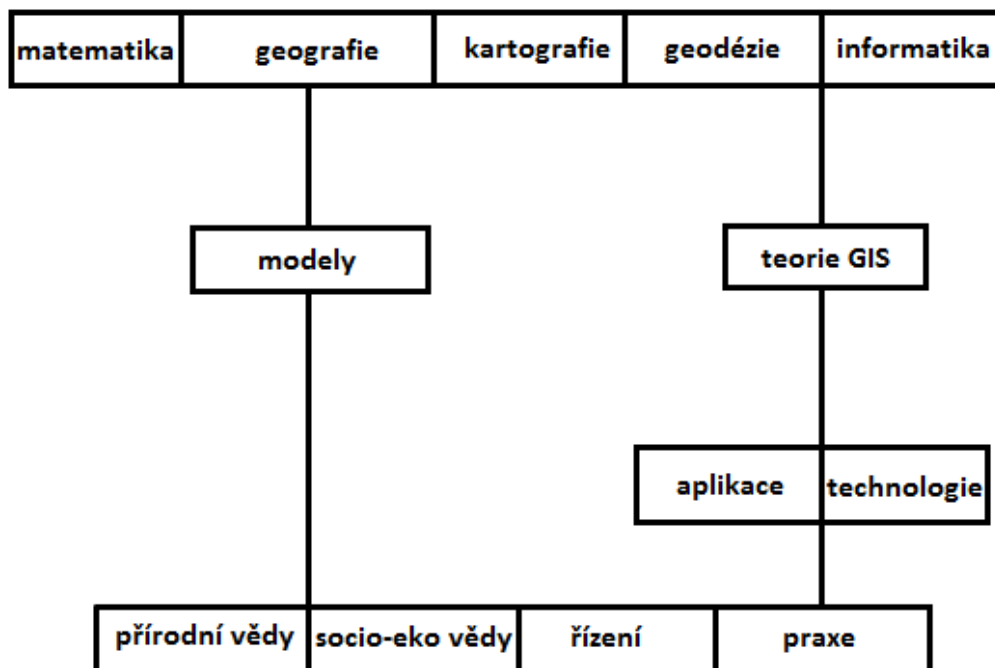 matematika
geografie
kartografie
geodézie
informatika
modely
teorie GIS
aplikace
technologie
přírodní vědy
socio-eko vědy
řízení
praxe